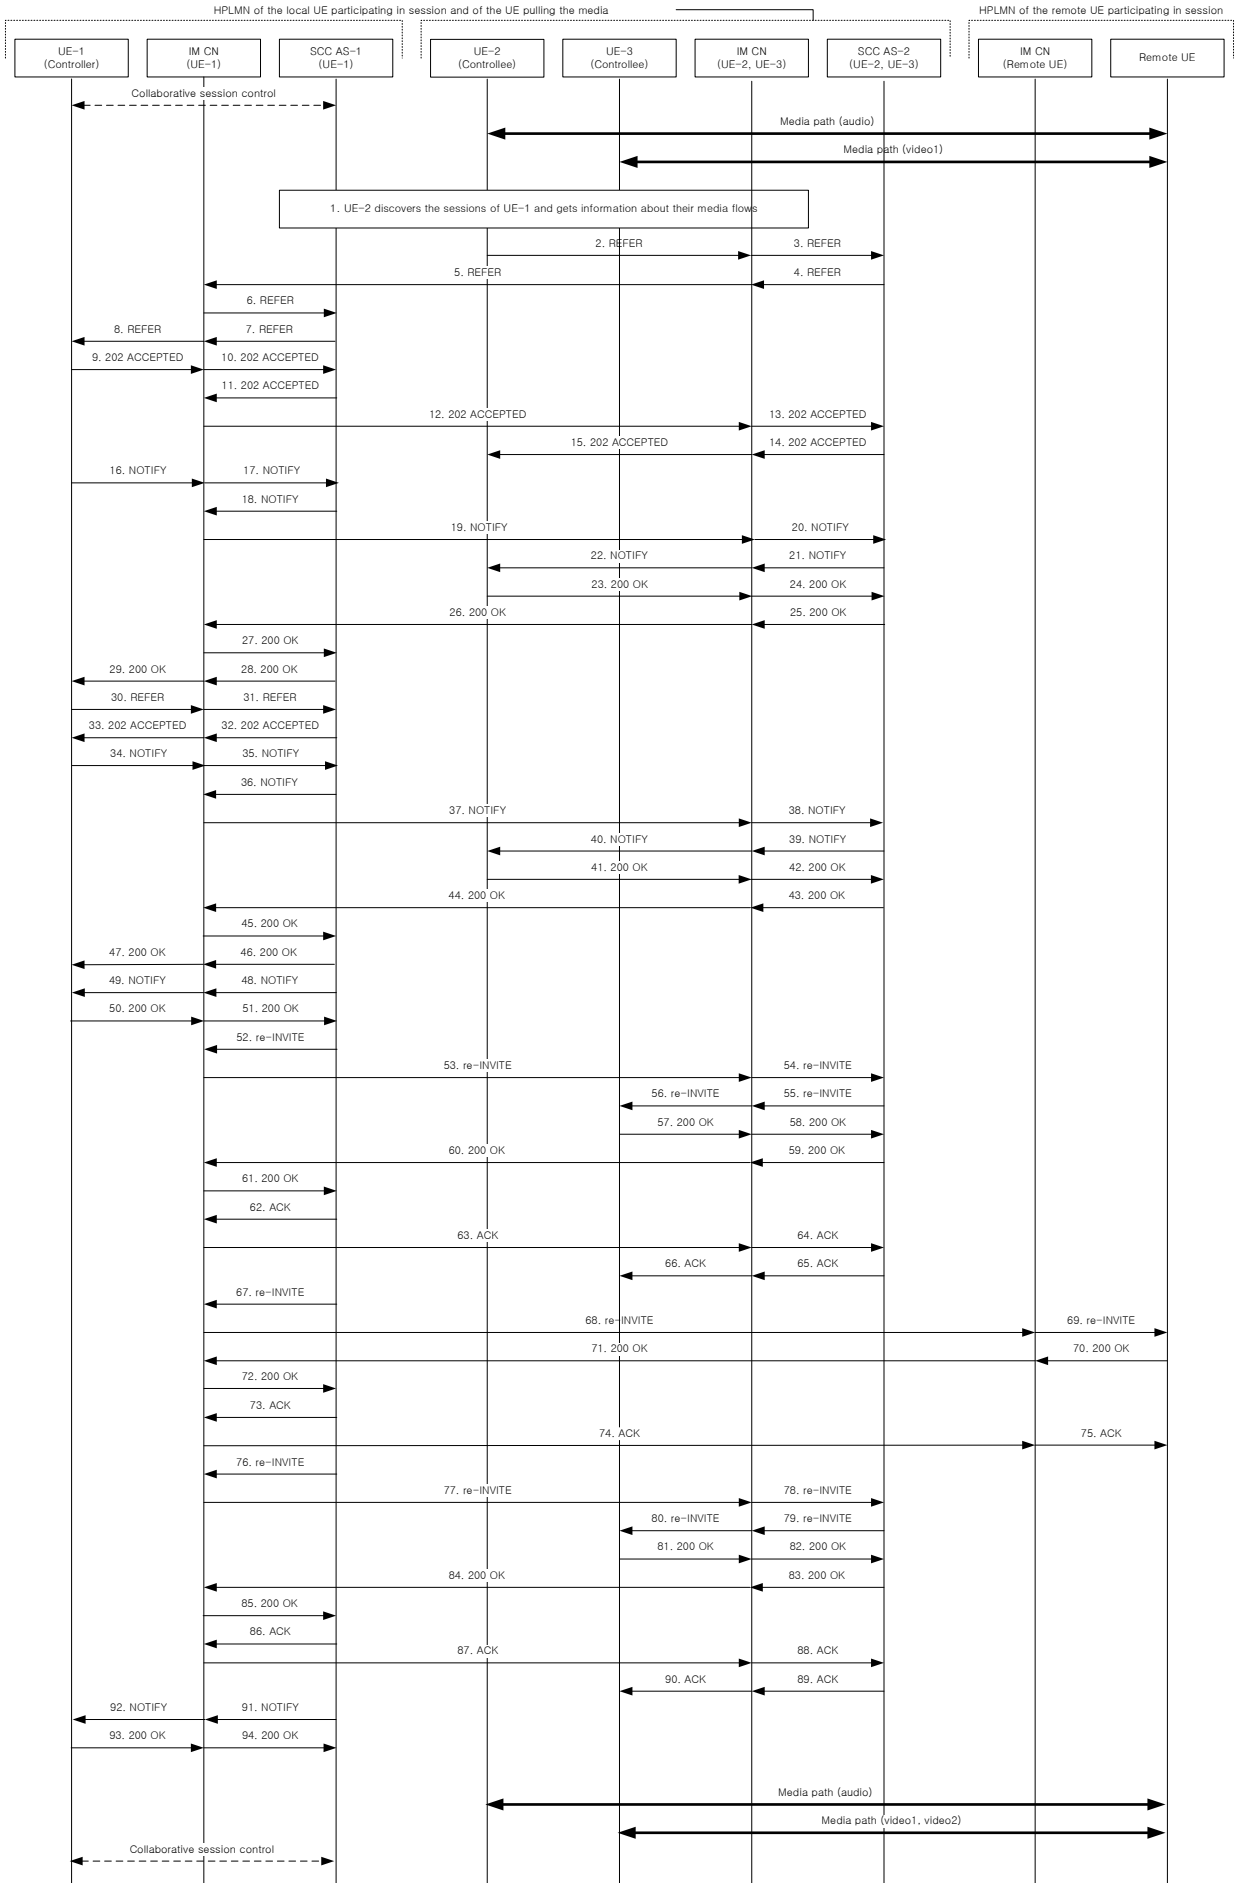 HPLMN of the local UE participating in session and of the UE pulling the media
HPLMN of the remote UE participating in session
UE-1
(Controller)
IM CN
(UE-1)
SCC AS-1
(UE-1)
UE-2
(Controllee)
UE-3
(Controllee)
IM CN
(UE-2, UE-3)
SCC AS-2
(UE-2, UE-3)
IM CN
(Remote UE)
Remote UE
Collaborative session control
Media path (audio)
Media path (video1)
1. UE-2 discovers the sessions of UE-1 and gets information about their media flows
2. REFER
3. REFER
5. REFER
4. REFER
6. REFER
8. REFER
7. REFER
9. 202 ACCEPTED
10. 202 ACCEPTED
11. 202 ACCEPTED
12. 202 ACCEPTED
13. 202 ACCEPTED
15. 202 ACCEPTED
14. 202 ACCEPTED
16. NOTIFY
17. NOTIFY
18. NOTIFY
19. NOTIFY
20. NOTIFY
22. NOTIFY
21. NOTIFY
23. 200 OK
24. 200 OK
26. 200 OK
25. 200 OK
27. 200 OK
29. 200 OK
28. 200 OK
30. REFER
31. REFER
33. 202 ACCEPTED
32. 202 ACCEPTED
34. NOTIFY
35. NOTIFY
36. NOTIFY
37. NOTIFY
38. NOTIFY
40. NOTIFY
39. NOTIFY
41. 200 OK
42. 200 OK
44. 200 OK
43. 200 OK
45. 200 OK
47. 200 OK
46. 200 OK
49. NOTIFY
48. NOTIFY
50. 200 OK
51. 200 OK
52. re-INVITE
53. re-INVITE
54. re-INVITE
56. re-INVITE
55. re-INVITE
57. 200 OK
58. 200 OK
60. 200 OK
59. 200 OK
61. 200 OK
62. ACK
63. ACK
64. ACK
66. ACK
65. ACK
67. re-INVITE
68. re-INVITE
69. re-INVITE
71. 200 OK
70. 200 OK
72. 200 OK
73. ACK
74. ACK
75. ACK
76. re-INVITE
77. re-INVITE
78. re-INVITE
80. re-INVITE
79. re-INVITE
81. 200 OK
82. 200 OK
84. 200 OK
83. 200 OK
85. 200 OK
86. ACK
87. ACK
88. ACK
90. ACK
89. ACK
92. NOTIFY
91. NOTIFY
93. 200 OK
94. 200 OK
Media path (audio)
Media path (video1, video2)
Collaborative session control